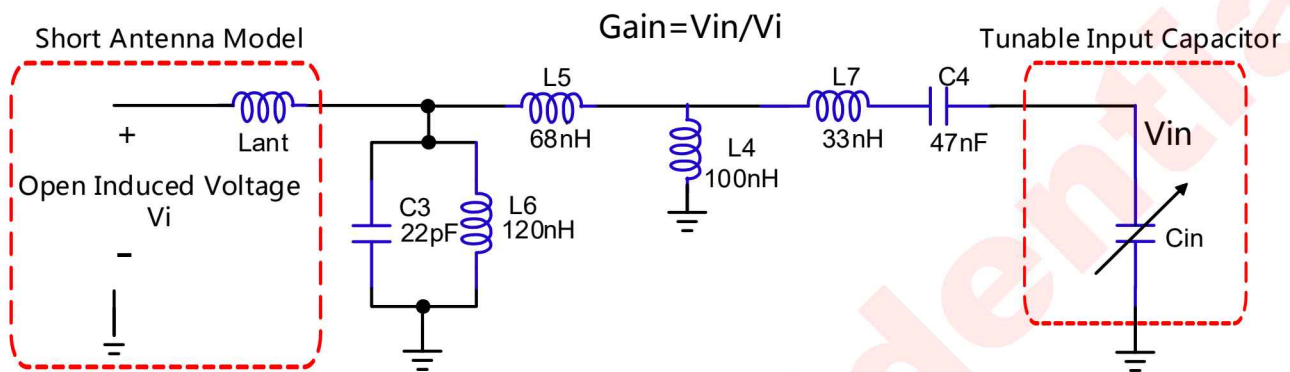 Gain=Vin/Vi
Short Antenna Model
Tunable Input Capacitor
L5
68nH
L7
33nH
C4
47nF
Lant
+
Open Induced Voltage
Vi
-
L4
100nH
Vin
C3
22pF
L6
120nH
Cin